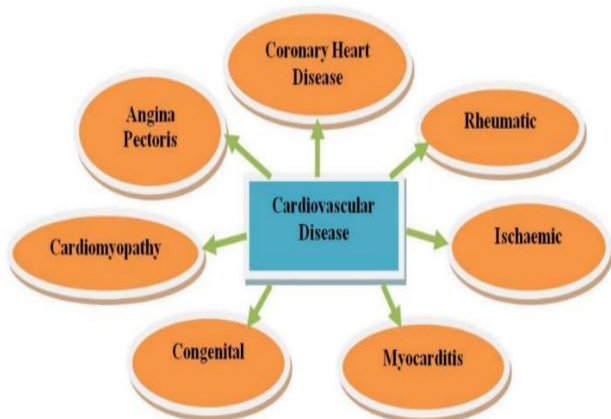 Coronary Heart
Disease
Angina
Pectoris
Rheumatic
Cardiovascular
Disease
Cardiomyopathy
Ischaemic
Congenital
Myocarditis